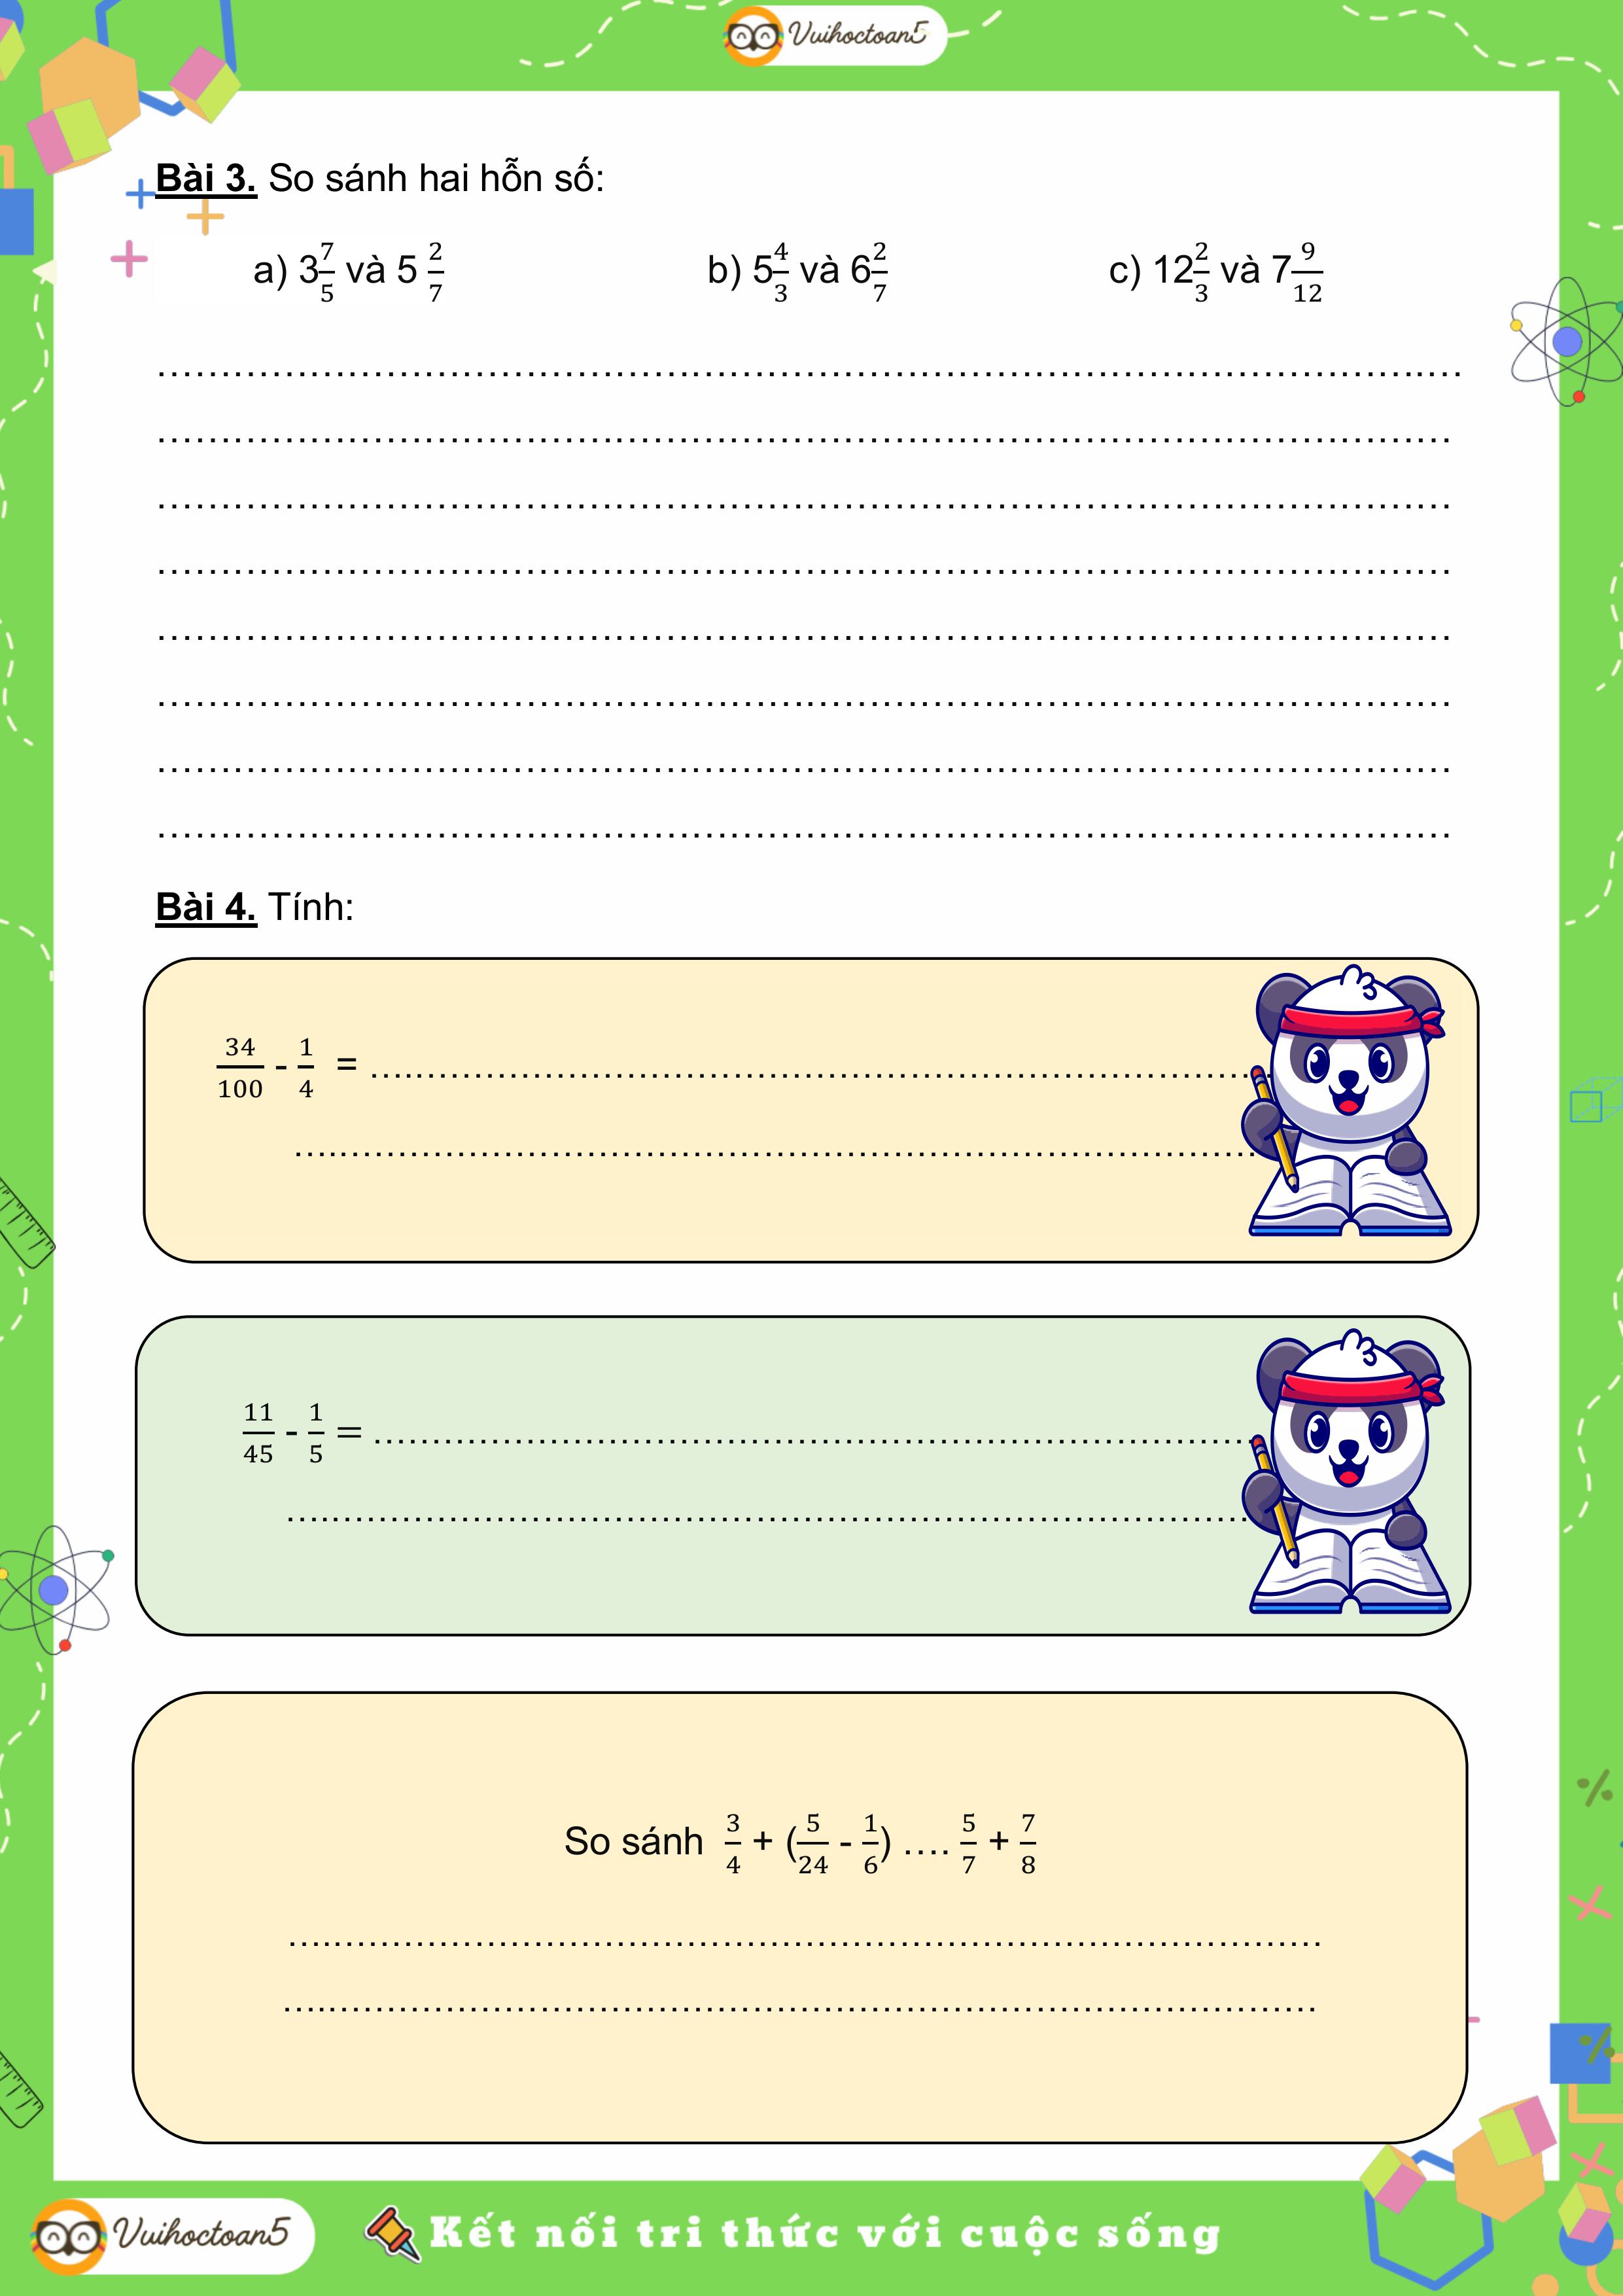 Vuihoctoan5
Bài 3. So sánh hai hỗn số:
a) 3 7/5 và 5 2/7 b) 5 4/3 và 6 2/7 c) 12 2/3 và 7 9/12
Bài 4. Tính:
34/100 - 1/4 =
11/45 - 1/5 =
So sánh 3/4 + (5/24 - 1/6) .... 5/7 + 7/8
Vuihoctoan5 Kết nối tri thức với cuộc sống